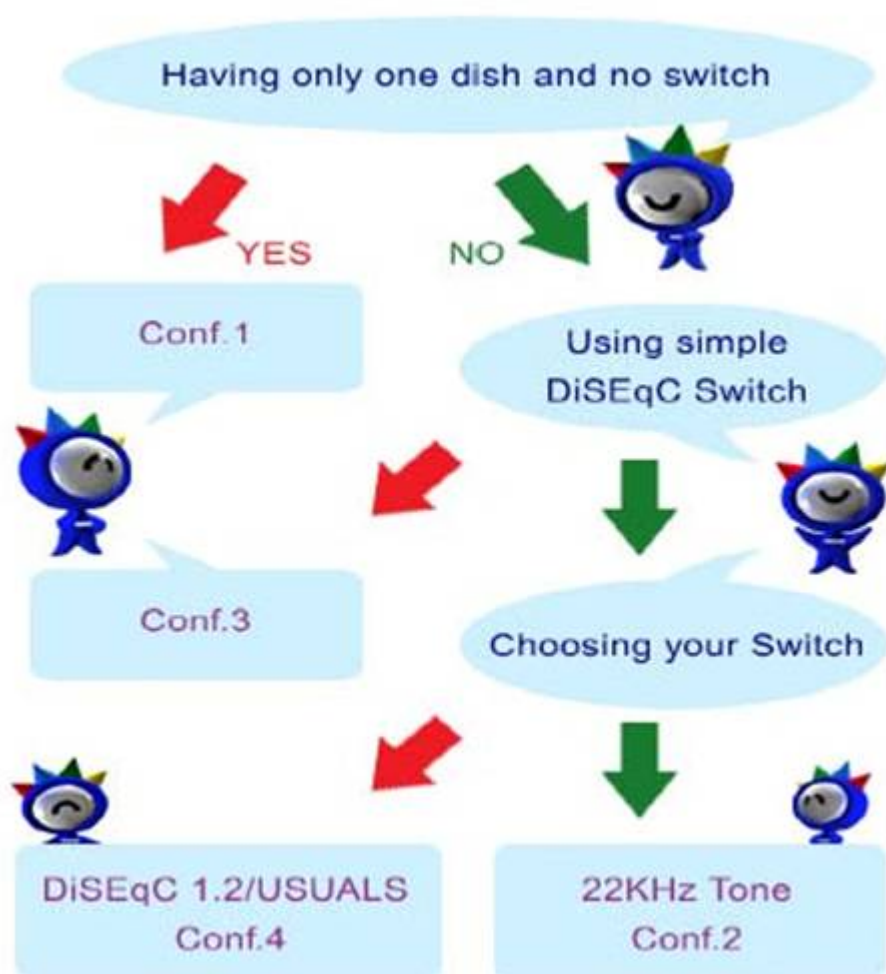 Having only one dish and no switch
YES
NO
Conf.1
Using simple
DiSEqC Switch
Conf.3
Choosing your Switch
DiSEqC 1.2/USUALS
Conf.4
22KHz Tone
Conf.2